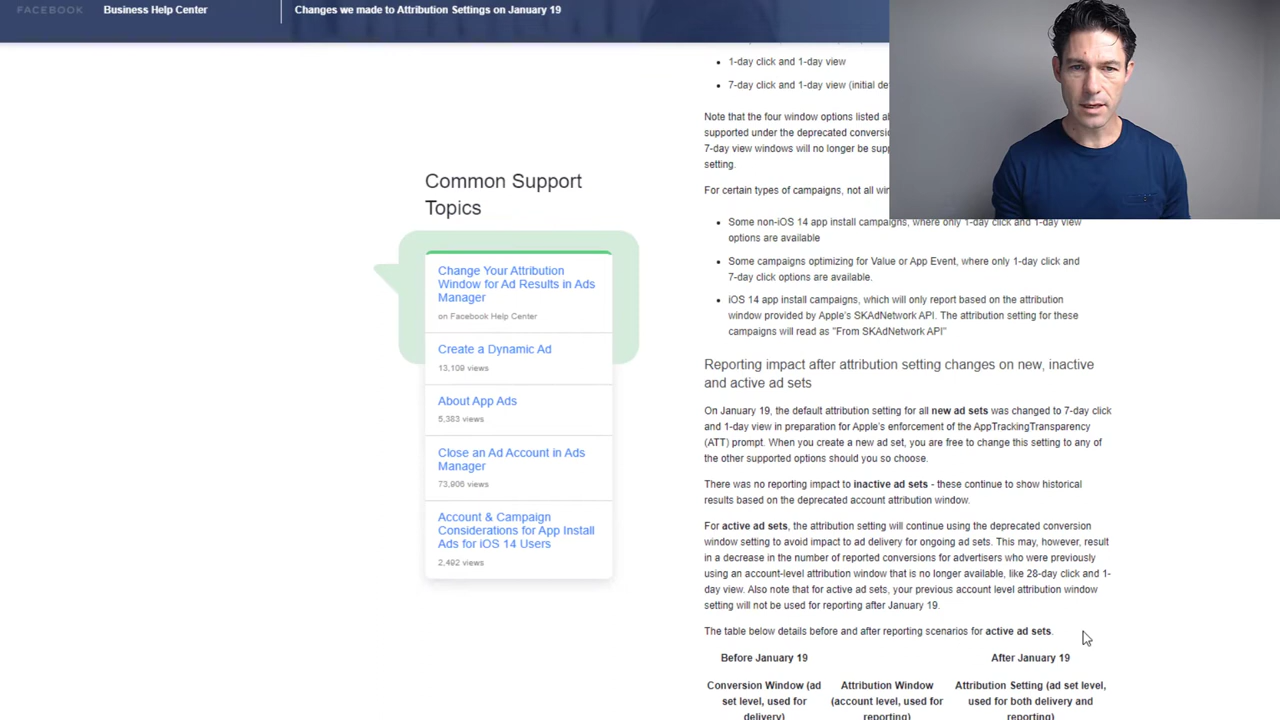 FACEBOOK
Business Help Center
Changes we made to Attribution Settings on January 19
1-day click and 1-day view
7-day click and 1-day view (initial de
Note that the four window options listed
supported under the deprecated
7-day view windows will no longer be
setting.
For certain types of campaigns, not all
Some non-iOS 14 app install campaigns, where only 1-day click and 1-day view
options are available
Some campaigns optimizing for Value or App Event, where only 1-day click and
7-day click options are available.
iOS 14 app install campaigns, which will only report based on the attribution
window provided by Apple's SKAdNetwork API. The attribution setting for these
campaigns will read as "From SKAdNetwork API"
Common Support
Topics
Change Your Attribution
Window for Ad Results in Ads
Manager
on Facebook Help Center
Create a Dynamic Ad
13,109 views
About App Ads
5,383 views
Close an Ad Account in Ads
Manager
73,906 views
Account & Campaign
Considerations for App Install
Ads for iOS 14 Users
2,492 views
Reporting impact after attribution setting changes on new, inactive
and active ad sets
On January 19, the default attribution setting for all new ad sets was changed to 7-day click
and 1-day view in preparation for Apple's enforcement of the AppTrackingTransparency
(ATT) prompt. When you create a new ad set, you are free to change this setting to any of
the other supported options should you so choose.
There was no reporting impact to inactive ad sets - these continue to show historical
results based on the deprecated account attribution window.
For active ad sets, the attribution setting will continue using the deprecated conversion
window setting to avoid impact to ad delivery for ongoing ad sets. This may, however, result
in a decrease in the number of reported conversions for advertisers who were previously
using an account-level attribution window that is no longer available, like 28-day click and 1-
day view. Also note that for active ad sets, your previous account level attribution window
setting will not be used for reporting after January 19.
The table below details before and after reporting scenarios for active ad sets.
Before January 19
After January 19
Conversion Window (ad
set level, used for
delivery)
Attribution Window
(account level, used for
reporting)
Attribution Setting (ad set level,
used for both delivery and
reporting)